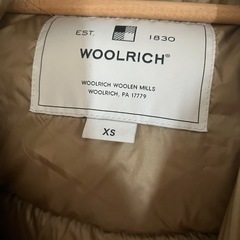 EST. 1830
WOOLRICH®
WOOLRICH WOOLEN MILLS
WOOLRICH, PA 17779
XS